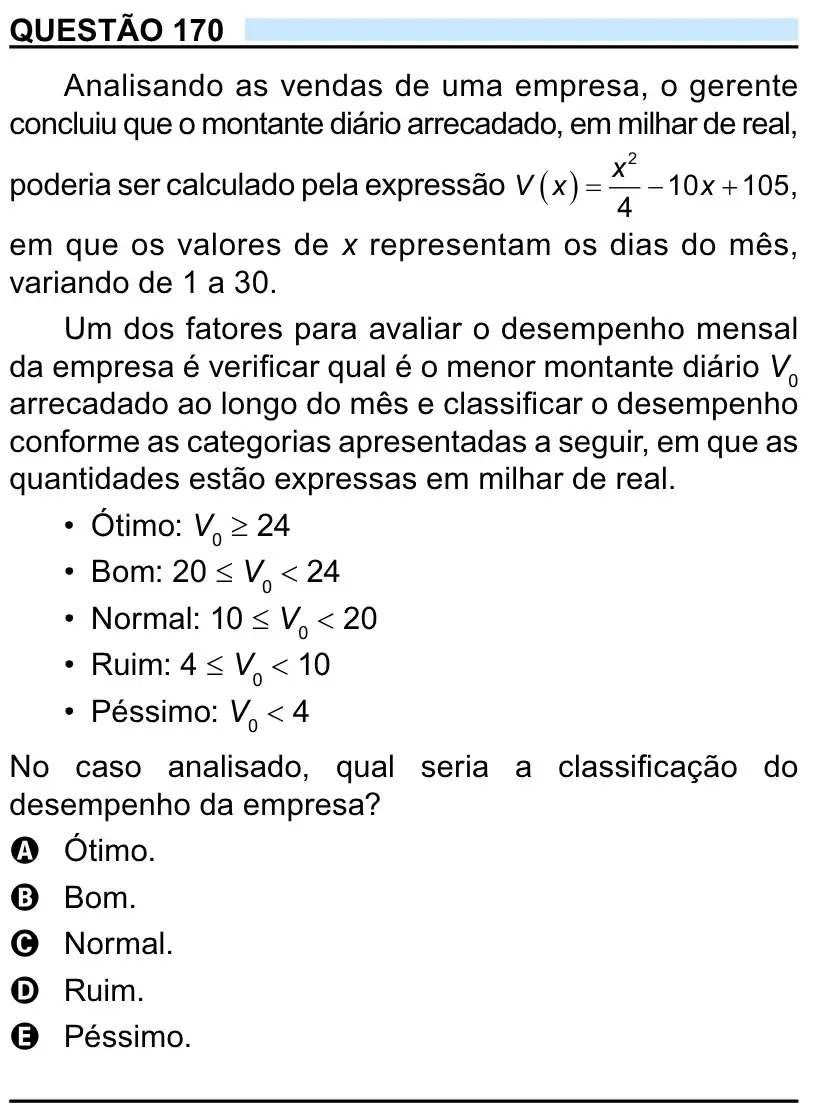 QUESTÃO 170
Analisando as vendas de uma empresa, o gerente
concluiu que o montante diário arrecadado, em milhar de real,
poderia ser calculado pela expressão V(x) = x²/4 − 10x + 105,
em que os valores de x representam os dias do mês,
variando de 1 a 30.
Um dos fatores para avaliar o desempenho mensal
da empresa é verificar qual é o menor montante diário V₀
arrecadado ao longo do mês e classificar o desempenho
conforme as categorias apresentadas a seguir, em que as
quantidades estão expressas em milhar de real.
• Ótimo: V₀ ≥ 24
• Bom: 20 ≤ V₀ < 24
• Normal: 10 ≤ V₀ < 20
• Ruim: 4 ≤ V₀ < 10
• Péssimo: V₀ < 4
No caso analisado, qual seria a classificação do
desempenho da empresa?
A Ótimo.
B Bom.
C Normal.
D Ruim.
E Péssimo.